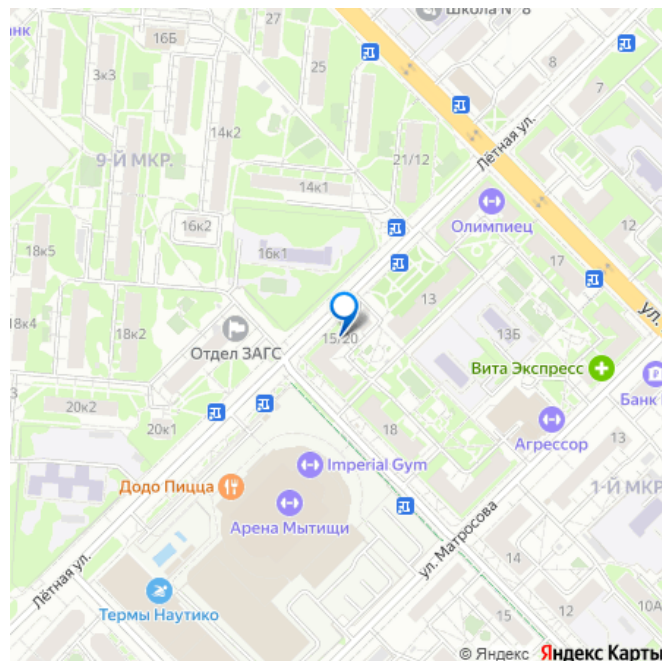 Школа № 8
27
16Б
анк
25
8
3к3
7
14к2
Лётная ул.
9-Й МКР.
21/12
14к1
Олимпиец
12
16к2
16к1
18к5
17
13
18к4
18к2
Отдел ЗАГС
15/20
13Б
ул.
Вита Экспресс
Банк
20к2
20к1
18
Агрессор
13
Imperial Gym
Додо Пицца
1-Й МКР
Арена Мытищи
ул. Матросова
14
Лётная ул.
Термы Наутико
15
12
10А
© Яндекс Яндекс Карты